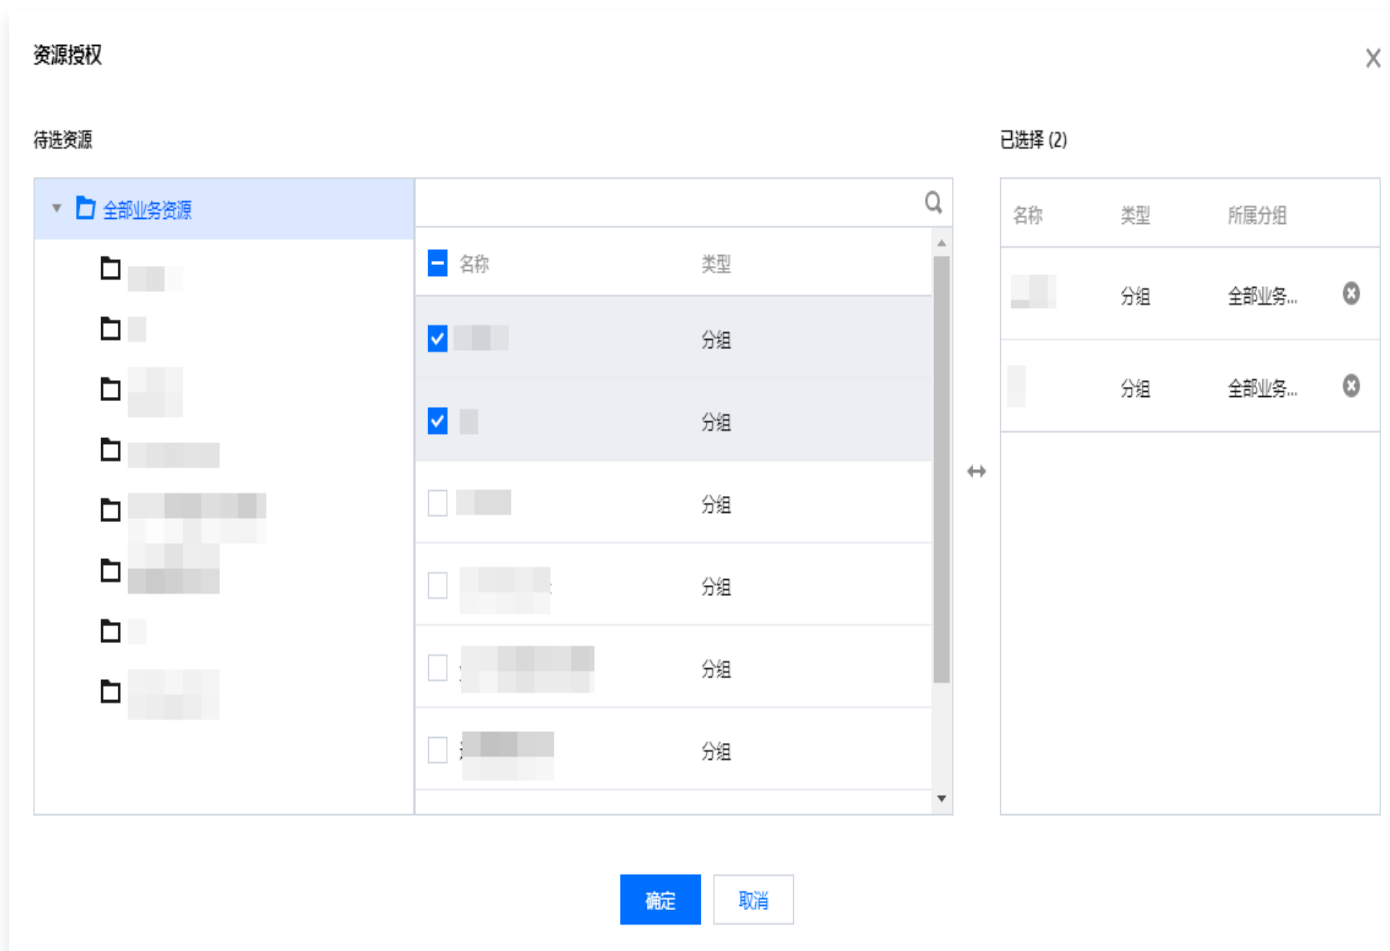 资源授权
待选资源
已选择 (2)
全部业务资源
名称 类型
分组
分组
分组
分组
分组
分组
名称 类型 所属分组
分组 全部业务...
分组 全部业务...
确定 取消